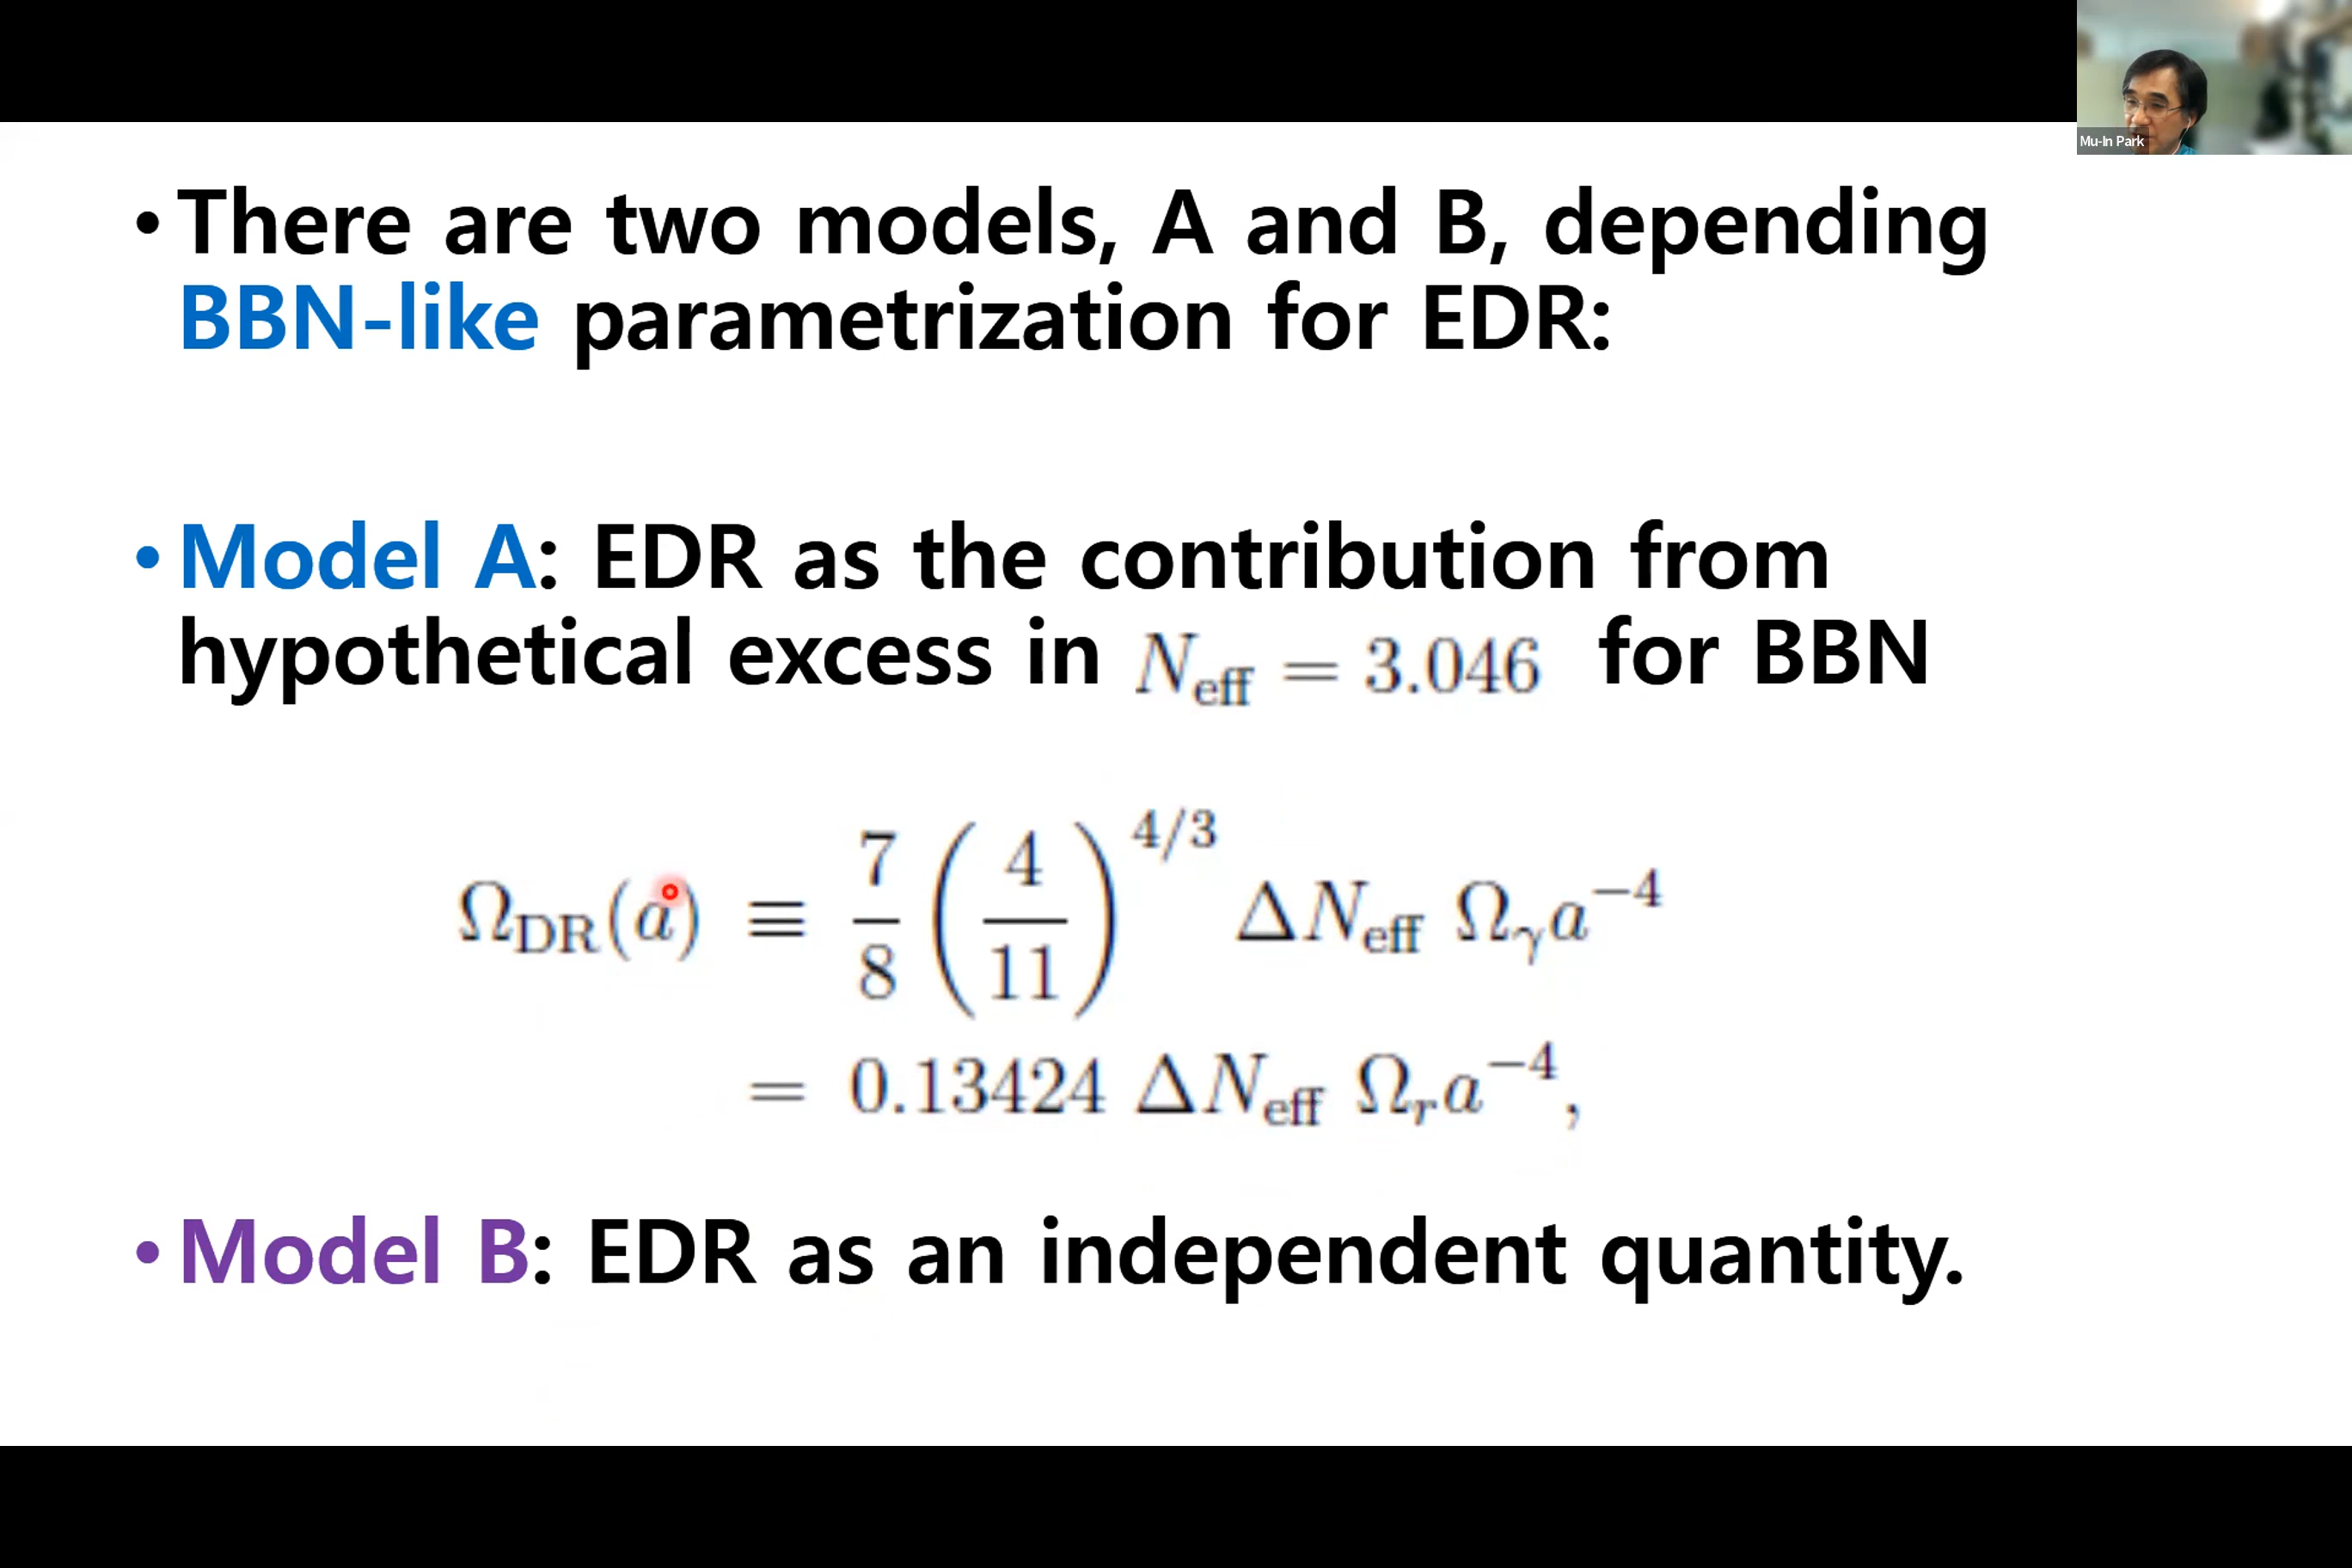 Mu-In Park
• There are two models, A and B, depending
BBN-like parametrization for EDR:
• Model A: EDR as the contribution from
hypothetical excess in N_eff = 3.046 for BBN
Ω_DR(a) ≡ 7/8 (4/11)^{4/3} ΔN_eff Ω_γ a^{−4}
= 0.13424 ΔN_eff Ω_r a^{−4},
• Model B: EDR as an independent quantity.